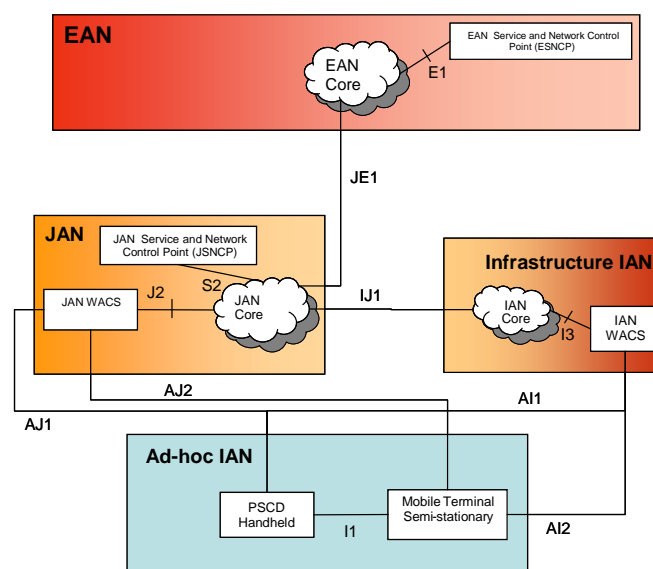 EAN
EAN Service and Network Control
Point (ESNCP)
EAN
Core
E1
JE1
JAN
JAN Service and Network
Control Point (JSNCP)
Infrastructure IAN
JAN WACS
J2
S2
JAN
Core
IJ1
IAN
Core
I3
IAN
WACS
AJ2
AI1
AJ1
Ad-hoc IAN
PSCD
Handheld
I1
Mobile Terminal
Semi-stationary
AI2